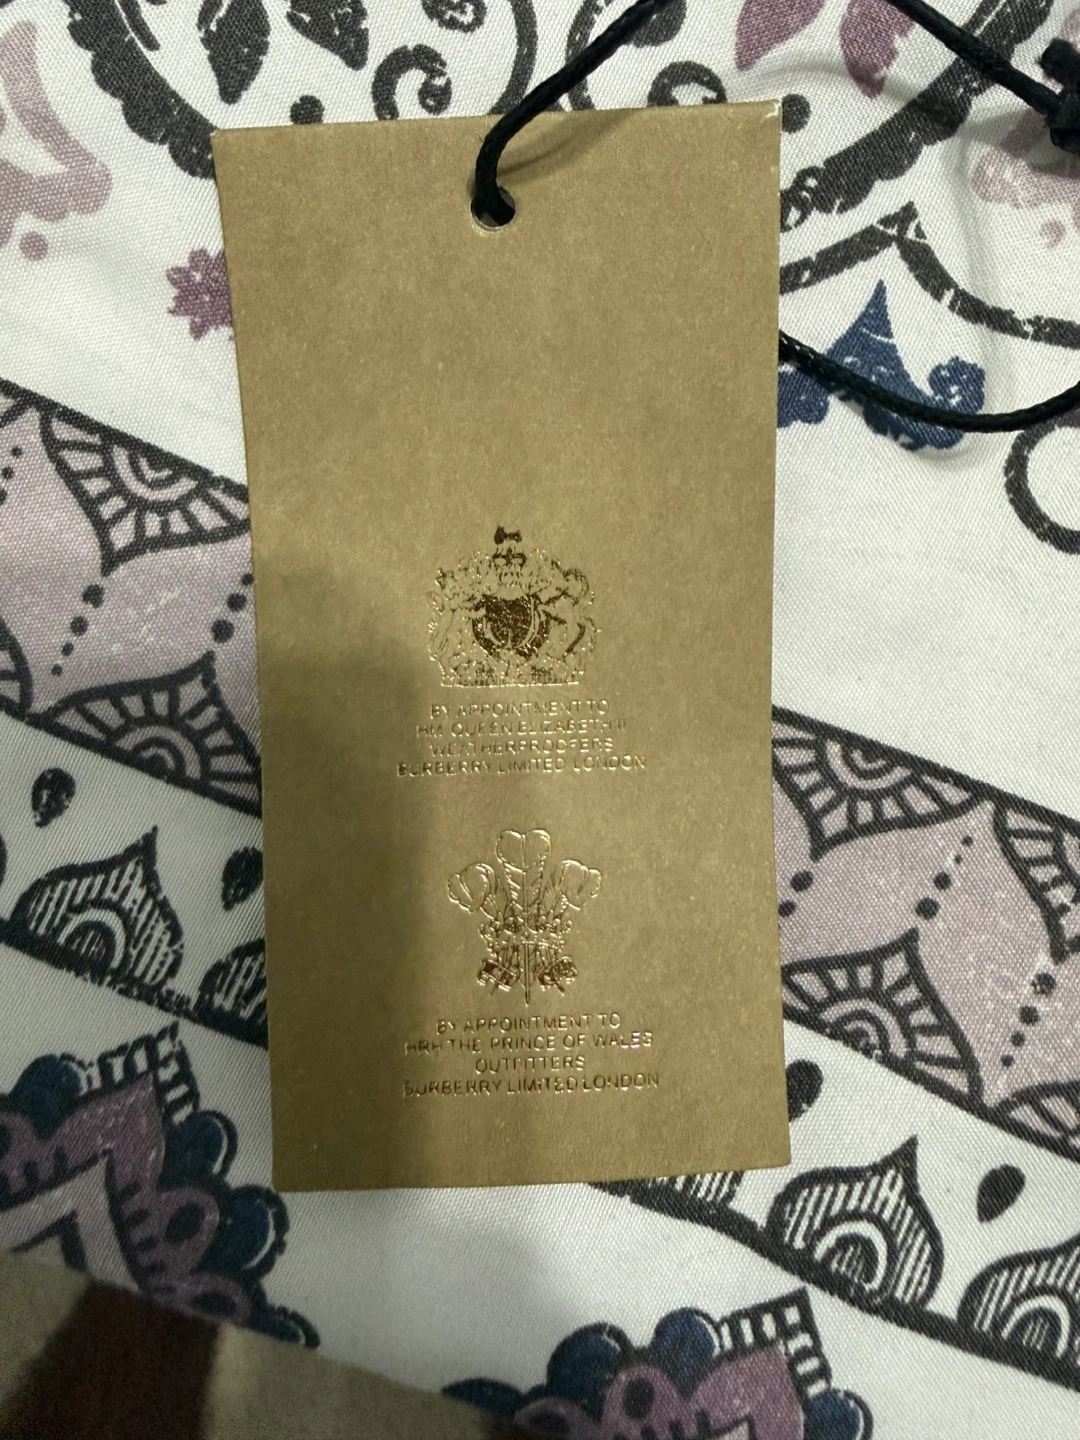 BY APPOINTMENT TO
HM QUEEN ELIZABETH II
WEATHERPROOFERS
BURBERRY LIMITED LONDON
BY APPOINTMENT TO
HRH THE PRINCE OF WALES
OUTFITTERS
BURBERRY LIMITED LONDON